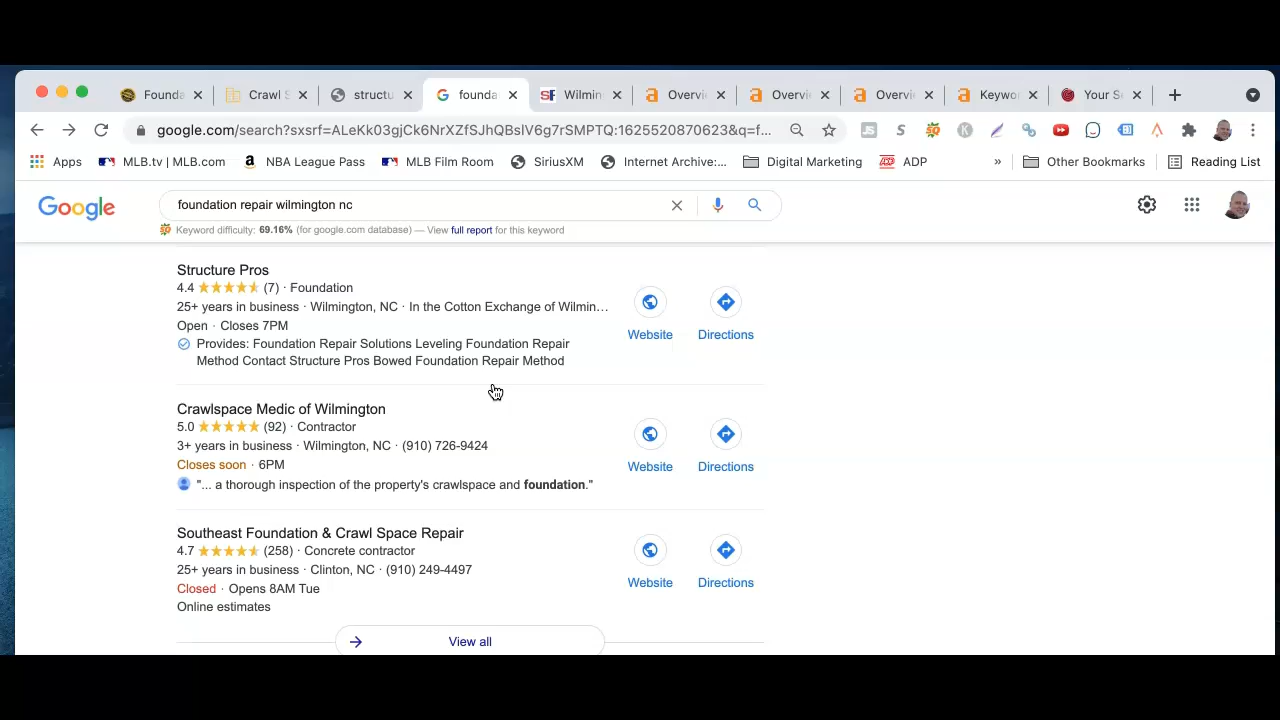 Founda
Crawl S
structu
founda
Wilmin
Overvi
Overvi
Overvi
Keywo
Your S
google.com/search?sxsrf=ALeKk03gjCk6NrXZfSJhQBsIV6g7rSMPTQ:1625520870623&q=f...
Apps
MLB.tv | MLB.com
NBA League Pass
MLB Film Room
SiriusXM
Internet Archive:...
Digital Marketing
ADP
»
Other Bookmarks
Reading List
Google
foundation repair wilmington nc
Keyword difficulty: 69.16% (for google.com database) — View full report for this keyword
Structure Pros
4.4 (7) · Foundation
25+ years in business · Wilmington, NC · In the Cotton Exchange of Wilmin...
Open · Closes 7PM
Provides: Foundation Repair Solutions Leveling Foundation Repair
Method Contact Structure Pros Bowed Foundation Repair Method
Website
Directions
Crawlspace Medic of Wilmington
5.0 (92) · Contractor
3+ years in business · Wilmington, NC · (910) 726-9424
Closes soon · 6PM
"... a thorough inspection of the property's crawlspace and foundation."
Website
Directions
Southeast Foundation & Crawl Space Repair
4.7 (258) · Concrete contractor
25+ years in business · Clinton, NC · (910) 249-4497
Closed · Opens 8AM Tue
Online estimates
Website
Directions
View all